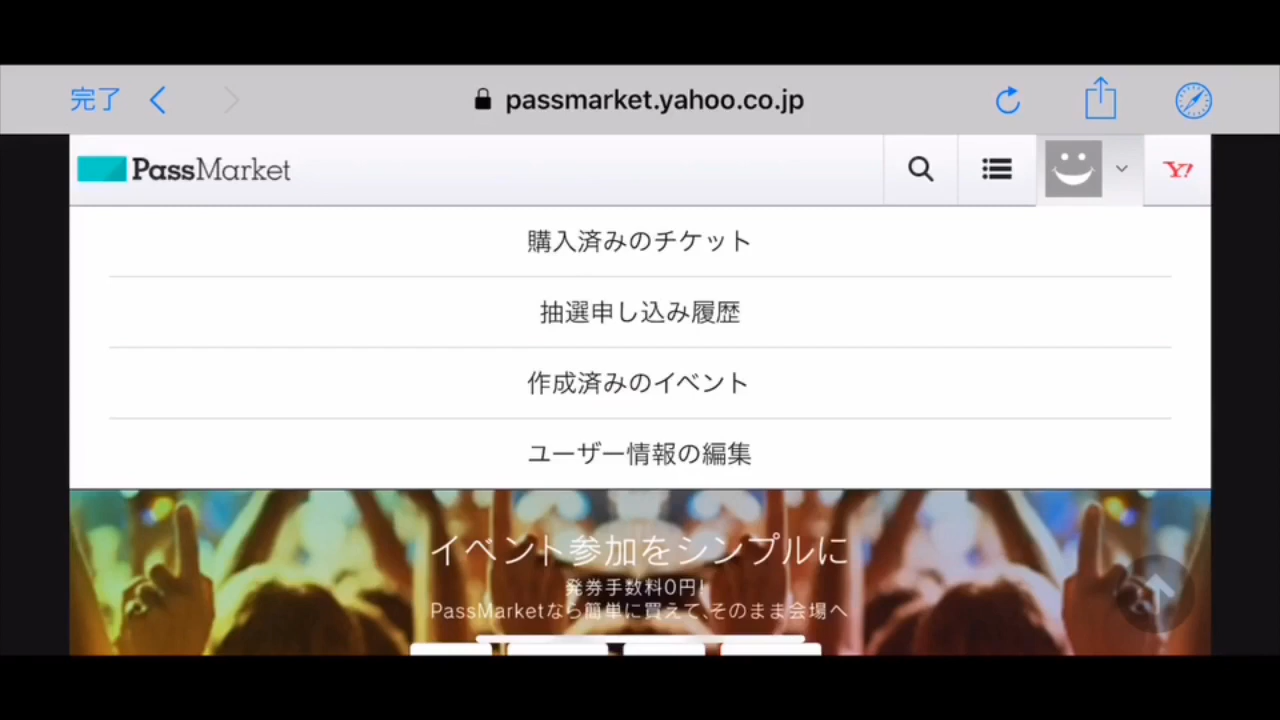 完了
passmarket.yahoo.co.jp
PassMarket
Y!
購入済みのチケット
抽選申し込み履歴
作成済みのイベント
ユーザー情報の編集
イベント参加をシンプルに
発券手数料0円!
PassMarketなら簡単に買えて、そのまま会場へ